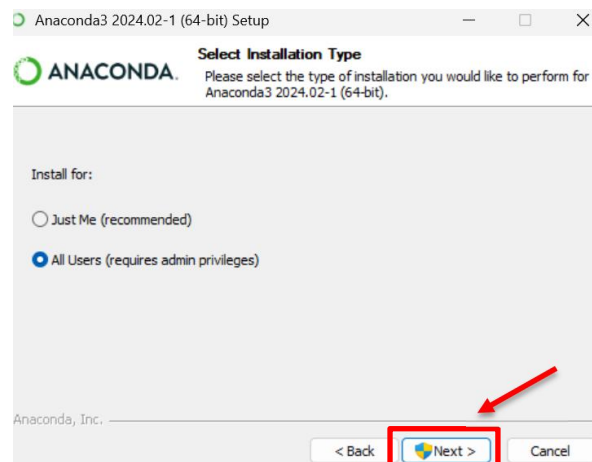 Anaconda3 2024.02-1 (64-bit) Setup
ANACONDA.
Select Installation Type
Please select the type of installation you would like to perform for
Anaconda3 2024.02-1 (64-bit).
Install for:
Just Me (recommended)
All Users (requires admin privileges)
Anaconda, Inc.
< Back
Next >
Cancel